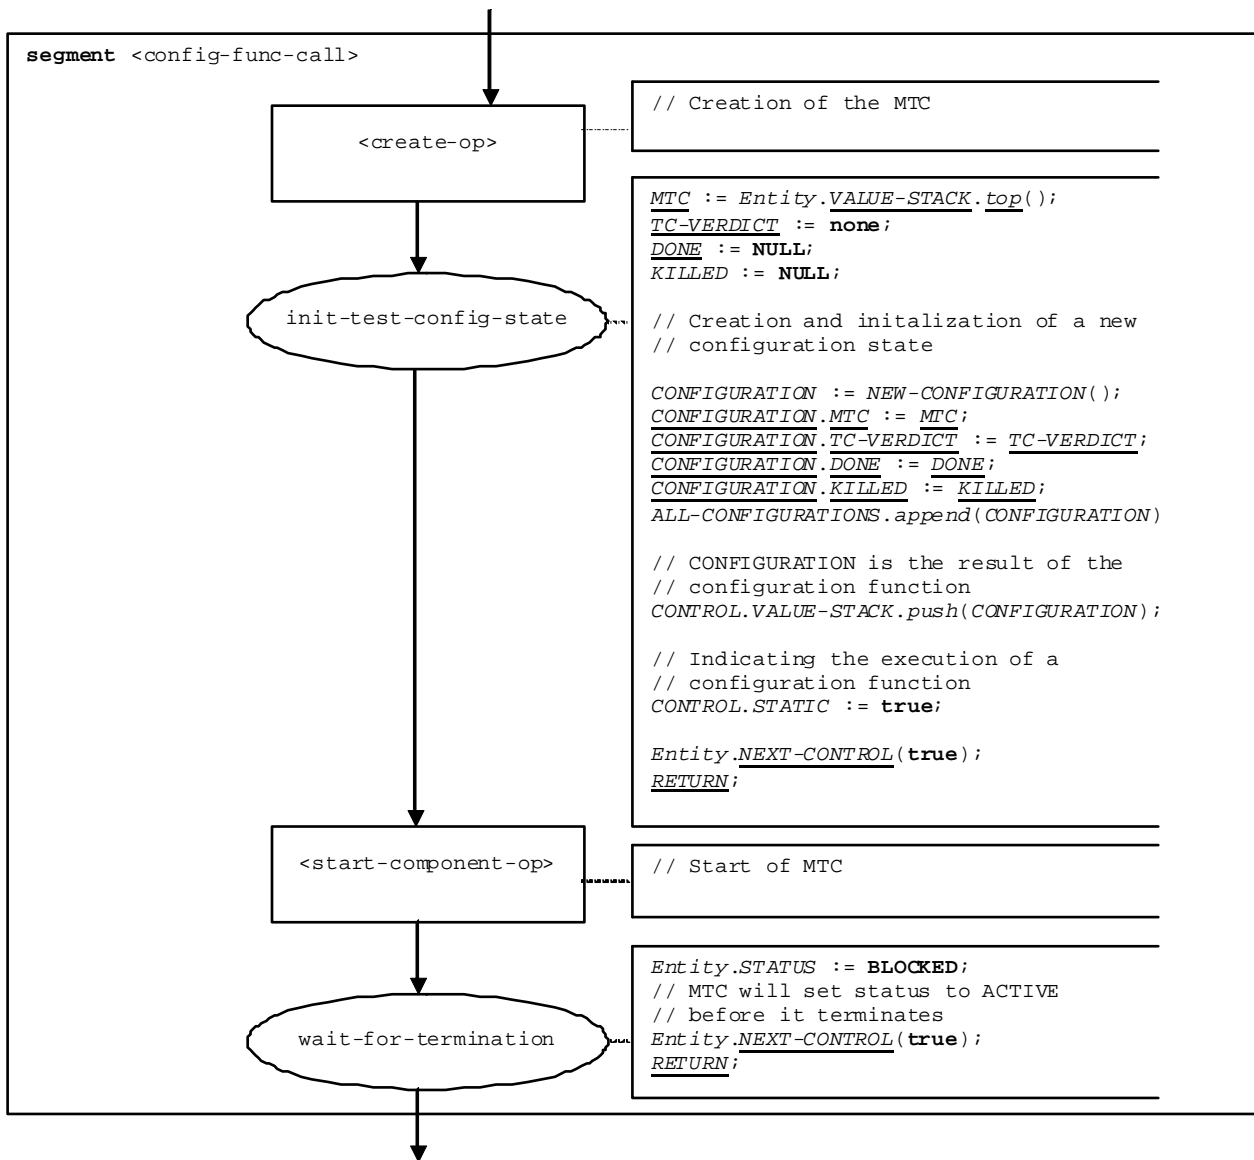 segment <config-func-call>
// Creation of the MTC
<create-op>
MTC := Entity.VALUE-STACK.top();
TC-VERDICT := none;
DONE := NULL;
KILLED := NULL;
init-test-config-state
// Creation and initalization of a new
// configuration state
CONFIGURATION := NEW-CONFIGURATION();
CONFIGURATION.MTC := MTC;
CONFIGURATION.TC-VERDICT := TC-VERDICT;
CONFIGURATION.DONE := DONE;
CONFIGURATION.KILLED := KILLED;
ALL-CONFIGURATIONS.append(CONFIGURATION)
// CONFIGURATION is the result of the
// configuration function
CONTROL.VALUE-STACK.push(CONFIGURATION);
// Indicating the execution of a
// configuration function
CONTROL.STATIC := true;
Entity.NEXT-CONTROL(true);
RETURN;
<start-component-op>
// Start of MTC
Entity.STATUS := BLOCKED;
// MTC will set status to ACTIVE
// before it terminates
wait-for-termination
Entity.NEXT-CONTROL(true);
RETURN;